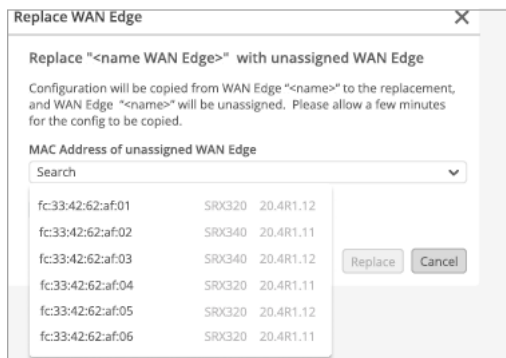 Replace WAN Edge
Replace "<name WAN Edge>" with unassigned WAN Edge
Configuration will be copied from WAN Edge "<name>" to the replacement,
and WAN Edge "<name>" will be unassigned. Please allow a few minutes
for the config to be copied.
MAC Address of unassigned WAN Edge
Search
fc:33:42:62:af:01 SRX320 20.4R1.12
fc:33:42:62:af:02 SRX340 20.4R1.11
fc:33:42:62:af:03 SRX340 20.4R1.12
fc:33:42:62:af:04 SRX320 20.4R1.11
fc:33:42:62:af:05 SRX320 20.4R1.12
fc:33:42:62:af:06 SRX320 20.4R1.11
Replace Cancel